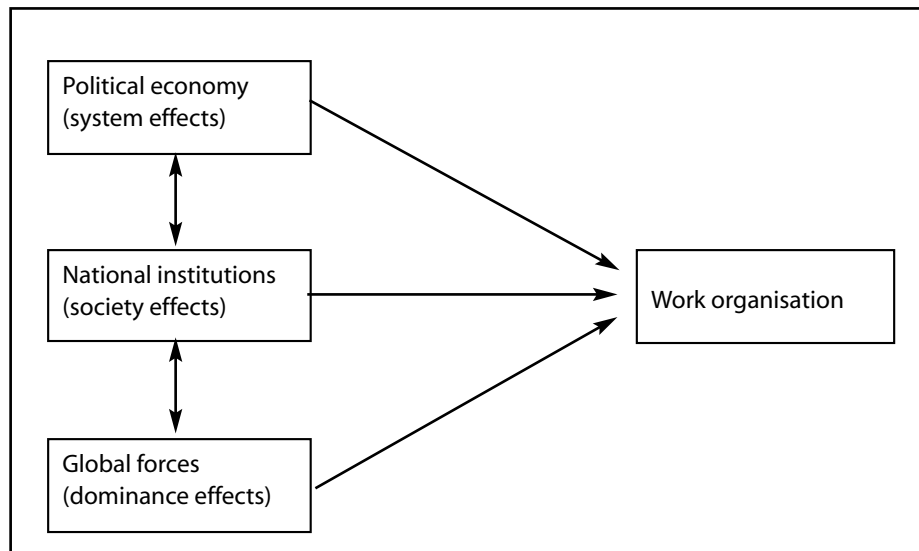 Political economy
(system effects)
National institutions
(society effects)
Work organisation
Global forces
(dominance effects)